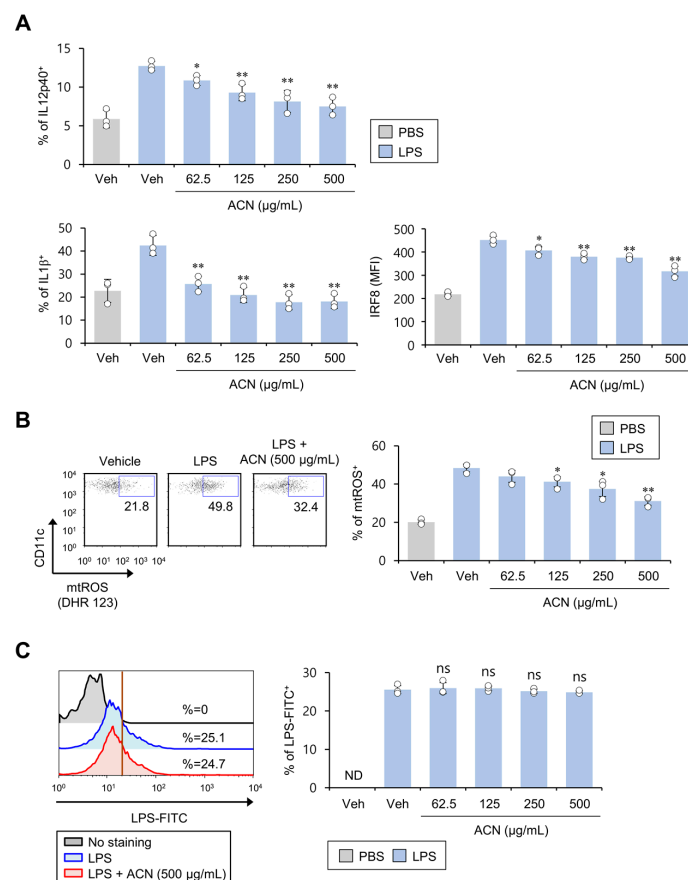 A
% of IL12p40⁺
15
10
5
0
* ** ** **
Veh Veh 62.5 125 250 500
ACN (µg/mL)
PBS
LPS
% of IL1β⁺
50
40
30
20
10
0
** ** ** **
Veh Veh 62.5 125 250 500
ACN (µg/mL)
IRF8 (MFI)
500
400
300
200
100
0
* ** ** **
Veh Veh 62.5 125 250 500
ACN (µg/mL)
B
Vehicle
LPS
LPS +
ACN (500 µg/mL)
21.8
49.8
32.4
CD11c
10⁴
10³
10²
10¹
10⁰
10⁰ 10¹ 10² 10³ 10⁴
mtROS
(DHR 123)
PBS
LPS
% of mtROS⁺
60
40
20
0
* * **
Veh Veh 62.5 125 250 500
ACN (µg/mL)
C
%=0
%=25.1
%=24.7
10⁰ 10¹ 10² 10³ 10⁴
LPS-FITC
No staining
LPS
LPS + ACN (500 µg/mL)
% of LPS-FITC⁺
30
20
10
0
ND
ns ns ns ns
Veh Veh 62.5 125 250 500
ACN (µg/mL)
PBS LPS